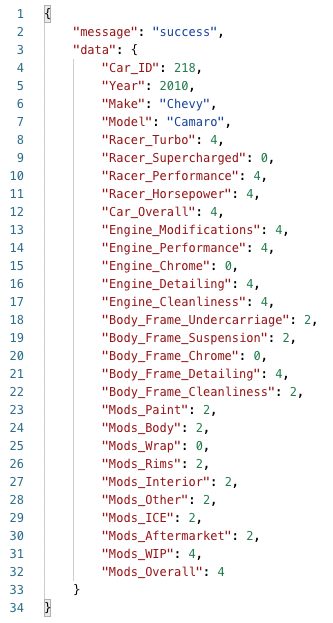 1 {
2 "message": "success",
3 "data": {
4 "Car_ID": 218,
5 "Year": 2010,
6 "Make": "Chevy",
7 "Model": "Camaro",
8 "Racer_Turbo": 4,
9 "Racer_Supercharged": 0,
10 "Racer_Performance": 4,
11 "Racer_Horsepower": 4,
12 "Car_Overall": 4,
13 "Engine_Modifications": 4,
14 "Engine_Performance": 4,
15 "Engine_Chrome": 0,
16 "Engine_Detailing": 4,
17 "Engine_Cleanliness": 4,
18 "Body_Frame_Undercarriage": 2,
19 "Body_Frame_Suspension": 2,
20 "Body_Frame_Chrome": 0,
21 "Body_Frame_Detailing": 4,
22 "Body_Frame_Cleanliness": 2,
23 "Mods_Paint": 2,
24 "Mods_Body": 2,
25 "Mods_Wrap": 0,
26 "Mods_Rims": 2,
27 "Mods_Interior": 2,
28 "Mods_Other": 2,
29 "Mods_ICE": 2,
30 "Mods_Aftermarket": 2,
31 "Mods_WIP": 4,
32 "Mods_Overall": 4
33 }
34 }